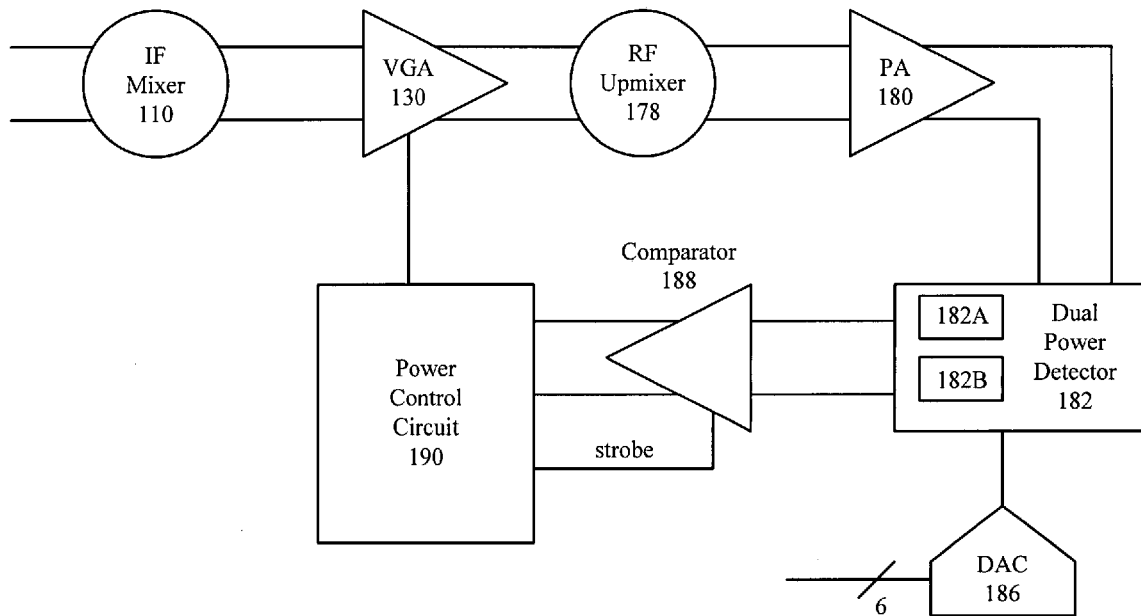 IF
Mixer
110
VGA
130
RF
Upmixer
178
PA
180
Comparator
188
182A
182B
Dual
Power
Detector
182
Power
Control
Circuit
190
strobe
DAC
186
6